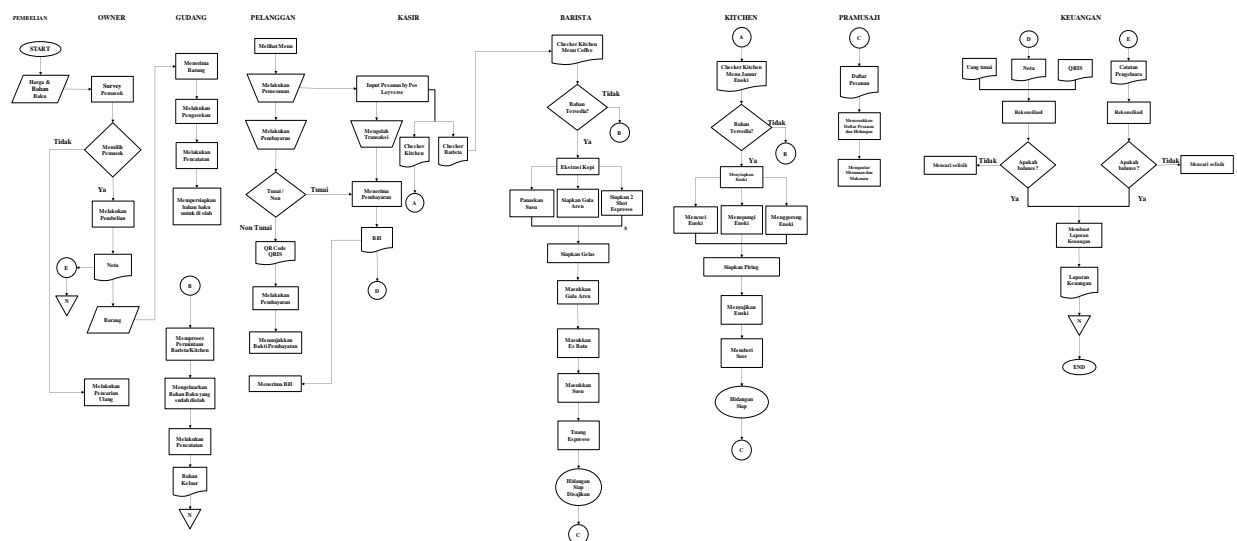 PEMBELIAN
OWNER
GUDANG
PELANGGAN
KASIR
BARISTA
KITCHEN
PRAMUSAJI
KEUANGAN
START
Harga &
Bahan
Baku
Survey
Pemasok
Tidak
Memilih
Pemasok
Ya
Melakukan
Pembelian
Nota
E
N
Barang
Melakukan
Pencarian
Ulang
Menerima
Barang
Melakukan
Pengecekan
Melakukan
Pencatatan
Mempersiapkan
bahan baku
untuk di olah
B
Memproses
Permintaan
Barista/Kitchen
Mengeluarkan
Bahan Baku yang
sudah diolah
Melakukan
Pencatatan
Bahan
Keluar
N
Melihat Menu
Melakukan
Pemesanan
Melakukan
Pembayaran
Tunai /
Non
Tunai
Non Tunai
QR Code
QRIS
Melakukan
Pembayaran
Menunjukkan
Bukti Pembayaran
Menerima Bill
Input Pesanan by Pos
Loyverse
Mengolah
Transaksi
Checker
Kitchen
Checker
Barista
A
Menerima
Pembayaran
Bill
D
Checker Kitchen
Menu Coffee
Bahan
Tersedia?
Tidak
B
Ya
Ekstrasi Kopi
Panaskan
Susu
Siapkan Gula
Aren
Siapkan 2
Shot
Espresso
s
Siapkan Gelas
Masukkan
Gula Aren
Masukkan
Es Batu
Masukkan
Susu
Tuang
Espresso
Hidangan
Siap
Disajikan
C
A
Checker Kitchen
Menu Jamur
Enoki
Bahan
Tersedia?
Tidak
B
Ya
Menyiapkan
Enoki
Mencuci
Enoki
Menepungi
Enoki
Menggoreng
Enoki
Siapkan Piring
Menyajikan
Enoki
Memberi
Saos
Hidangan
Siap
C
C
Daftar
Pesanan
Mencocokkan
Daftar Pesanan
dan Hidangan
Mengantar
Minuman dan
Makanan
D
E
Uang tunai
Nota
QRIS
Catatan
Pengeluara
Rekonsiliasi
Rekonsiliasi
Mencari selisih
Tidak
Apakah
balance?
Apakah
balance?
Tidak
Mencari selisih
Ya
Ya
Membuat
Laporan
Keuangan
Laporan
Keuangan
N
END